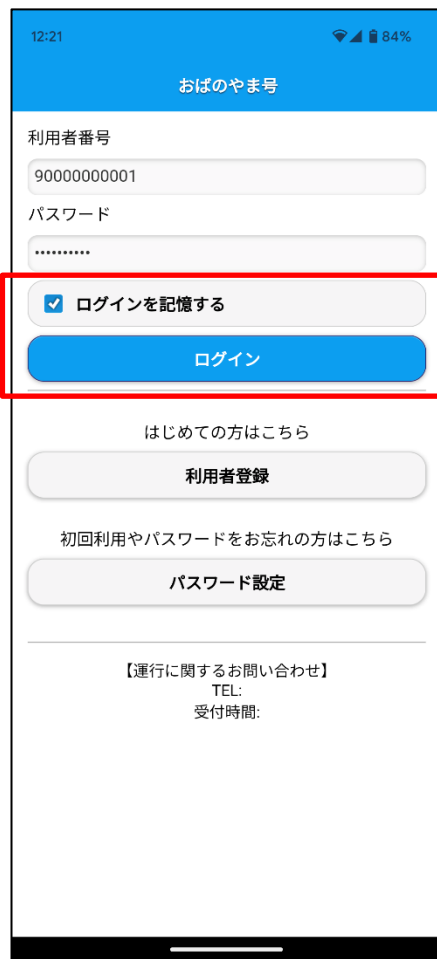 12:21
84%
おばのやま号
利用者番号
90000000001
パスワード
••••••••••
ログインを記憶する
ログイン
はじめての方はこちら
利用者登録
初回利用やパスワードをお忘れの方はこちら
パスワード設定
【運行に関するお問い合わせ】
TEL:
受付時間: